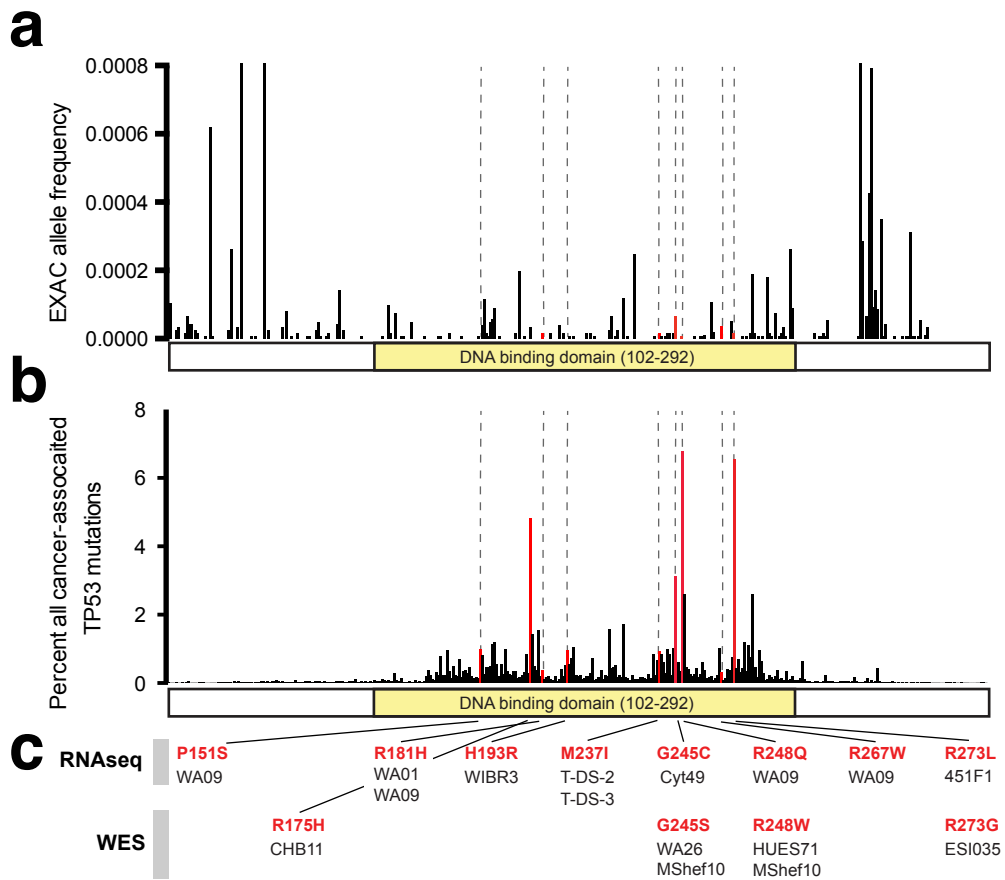 a
EXAC allele frequency
0.0008
0.0006
0.0004
0.0002
0.0000
DNA binding domain (102-292)
b
Percent all cancer-assocaited
TP53 mutations
8
6
4
2
0
DNA binding domain (102-292)
c
RNAseq
P151S
WA09
R181H
WA01
WA09
H193R
WIBR3
M237I
T-DS-2
T-DS-3
G245C
Cyt49
R248Q
WA09
R267W
WA09
R273L
451F1
WES
R175H
CHB11
G245S
WA26
MShef10
R248W
HUES71
MShef10
R273G
ESI035